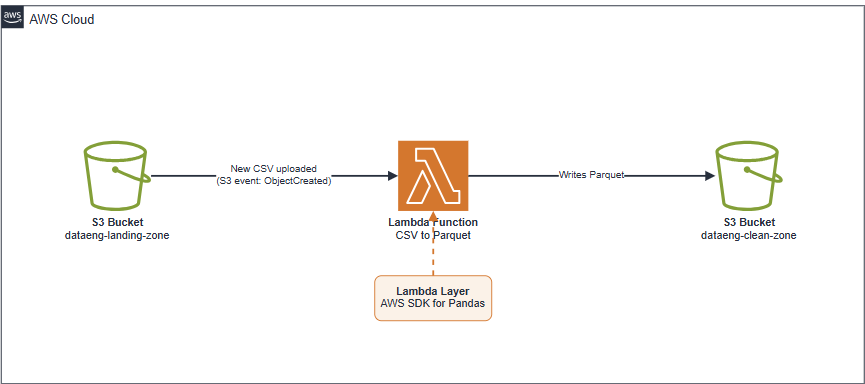 aws
AWS Cloud
New CSV uploaded
(S3 event: ObjectCreated)
Writes Parquet
S3 Bucket
dataeng-landing-zone
Lambda Function
CSV to Parquet
S3 Bucket
dataeng-clean-zone
Lambda Layer
AWS SDK for Pandas